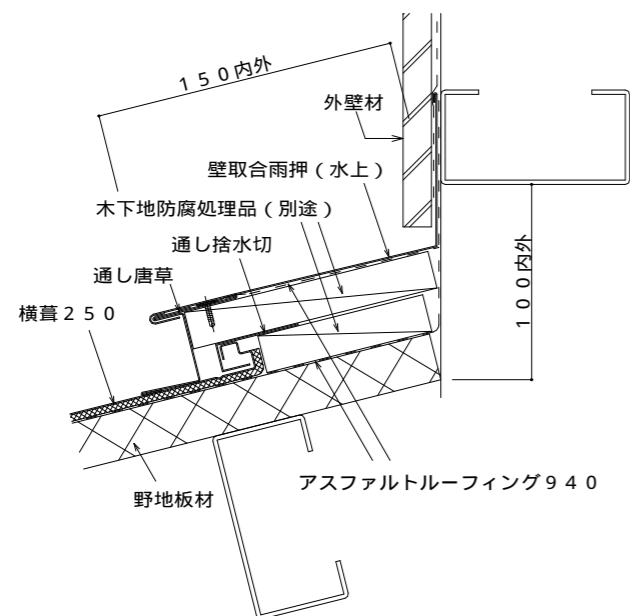 150内外
外壁材
壁取合雨押(水上)
木下地防腐処理品(別途)
通し捨水切
通し唐草
横葺250
100内外
アスファルトルーフィング940
野地板材